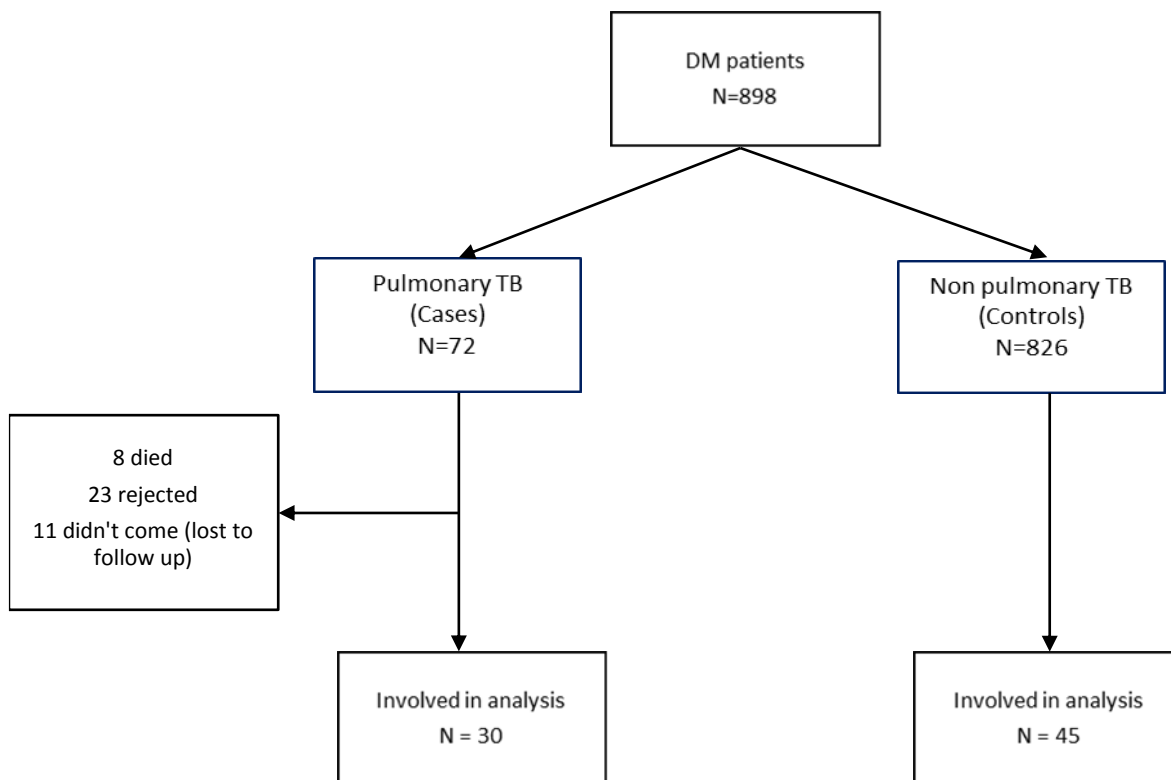 DM patients
N=898
Pulmonary TB
(Cases)
N=72
Non pulmonary TB
(Controls)
N=826
8 died
23 rejected
11 didn't come (lost to
follow up)
Involved in analysis
N = 30
Involved in analysis
N = 45